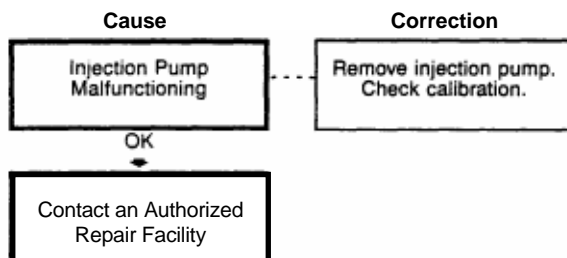 Cause
Correction
Injection Pump
Malfunctioning
Remove injection pump.
Check calibration.
OK
Contact an Authorized
Repair Facility